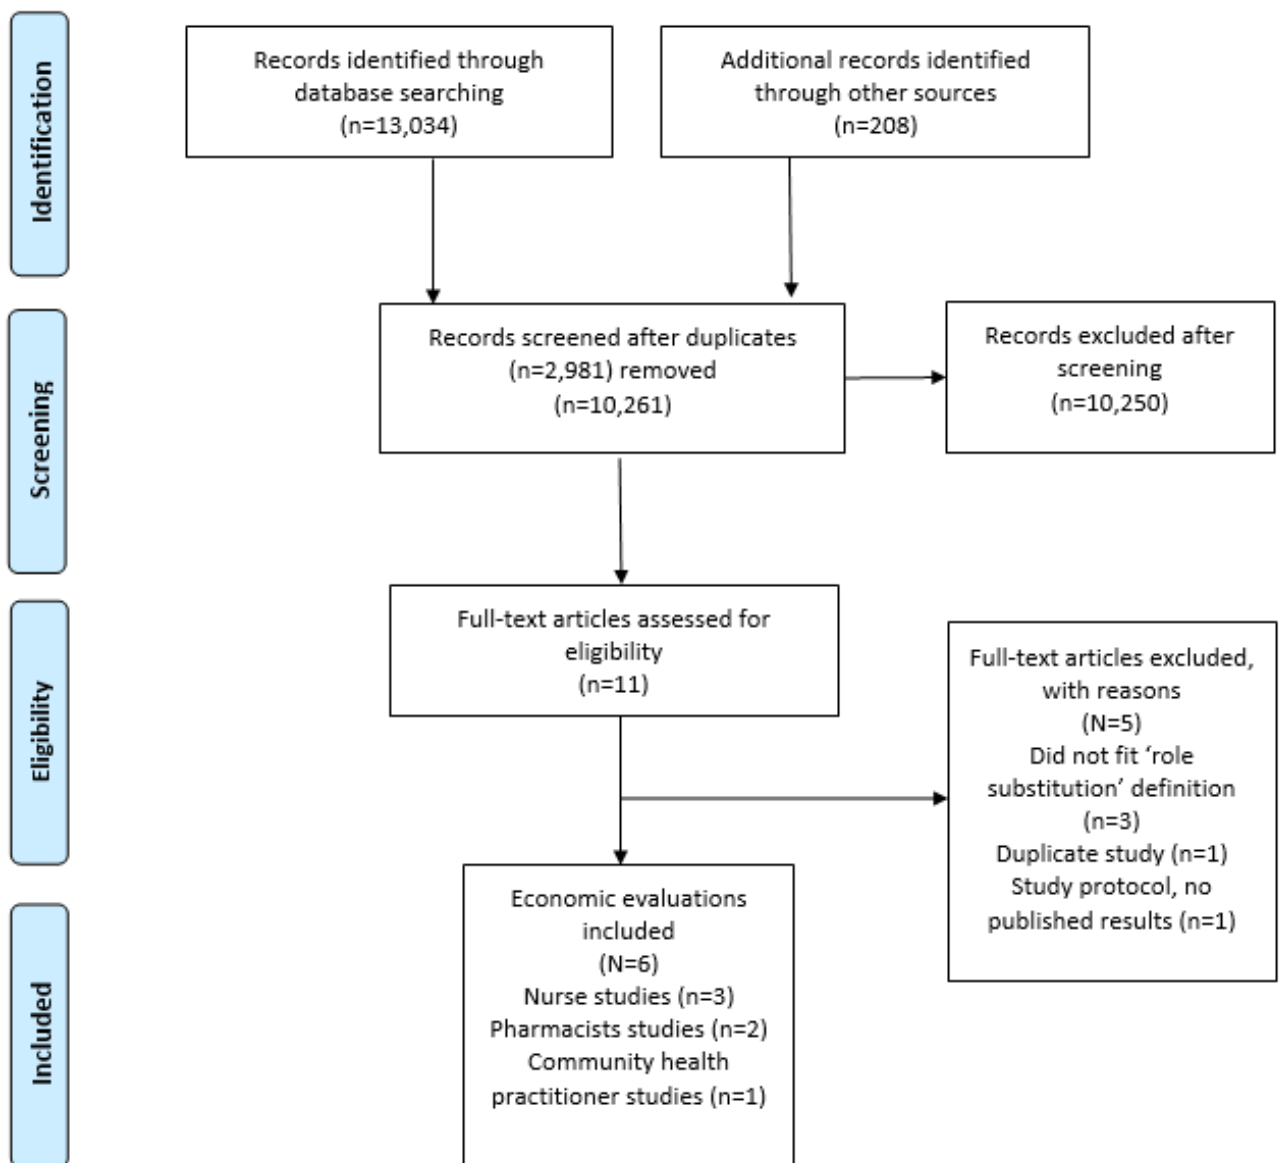 Identification
Records identified through
database searching
(n=13,034)
Additional records identified
through other sources
(n=208)
Screening
Records screened after duplicates
(n=2,981) removed
(n=10,261)
Records excluded after
screening
(n=10,250)
Eligibility
Full-text articles assessed for
eligibility
(n=11)
Full-text articles excluded,
with reasons
(N=5)
Did not fit ‘role
substitution’ definition
(n=3)
Duplicate study (n=1)
Study protocol, no
published results (n=1)
Included
Economic evaluations
included
(N=6)
Nurse studies (n=3)
Pharmacists studies (n=2)
Community health
practitioner studies (n=1)